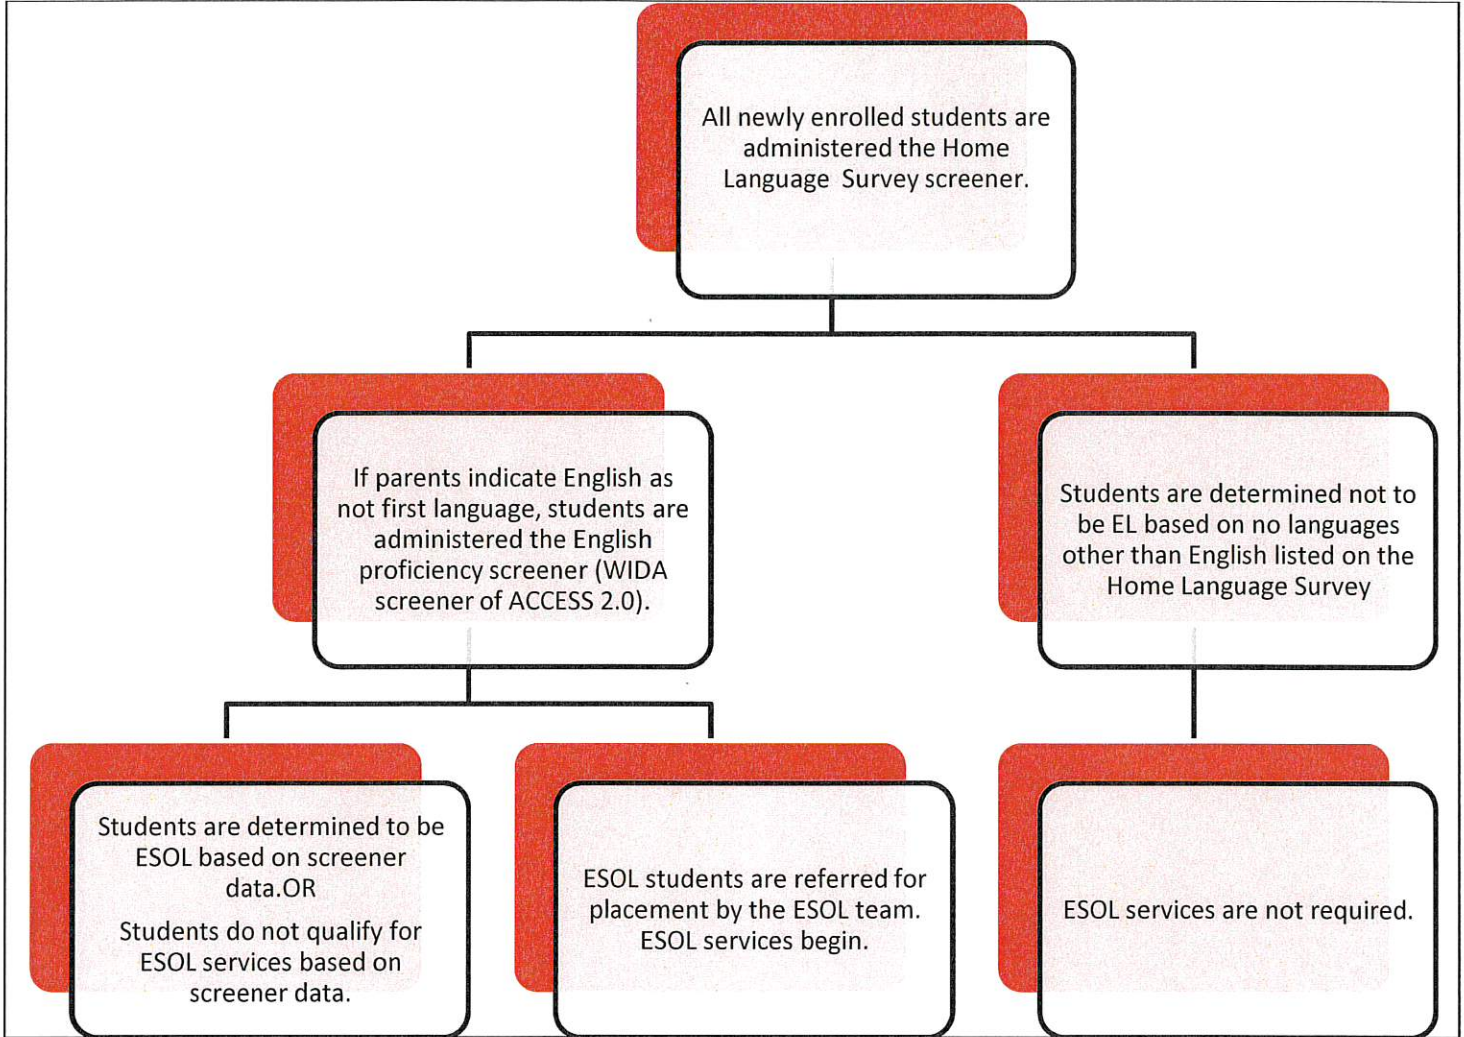 All newly enrolled students are
administered the Home
Language Survey screener.
If parents indicate English as
not first language, students are
administered the English
proficiency screener (WIDA
screener of ACCESS 2.0).
Students are determined not to
be EL based on no languages
other than English listed on the
Home Language Survey
Students are determined to be
ESOL based on screener
data.OR
Students do not qualify for
ESOL services based on
screener data.
ESOL students are referred for
placement by the ESOL team.
ESOL services begin.
ESOL services are not required.